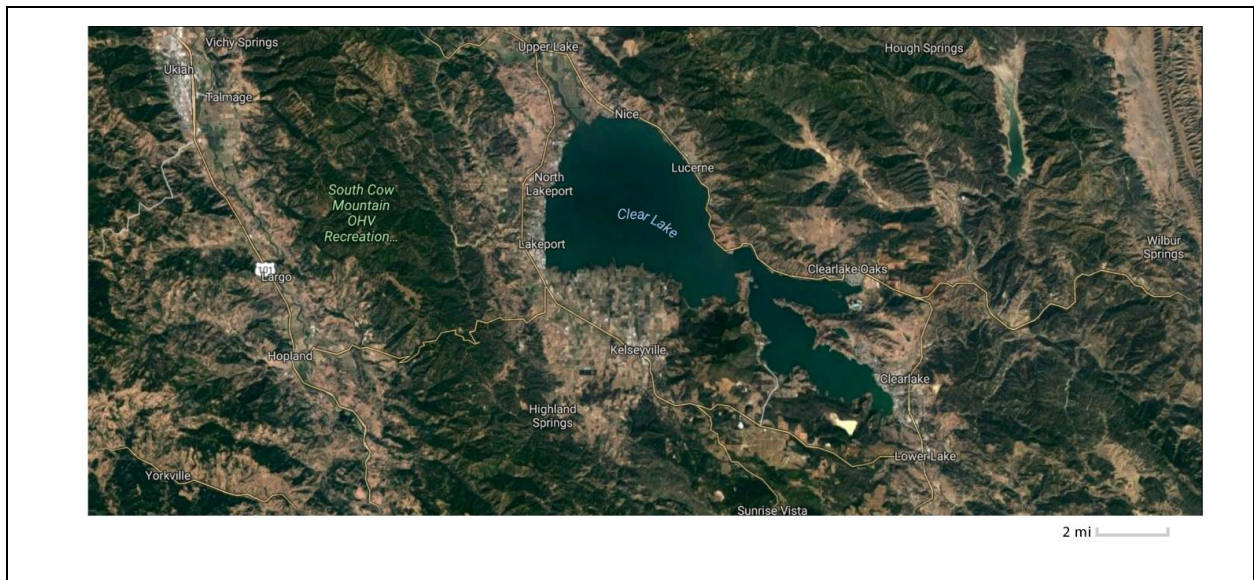 Vichy Springs
Upper Lake
Hough Springs
Ukiah
Talmage
Nice
Lucerne
North
Lakeport
South Cow
Mountain
OHV
Recreation...
Clear Lake
Lakeport
Wilbur
Springs
101
Largo
Clearlake Oaks
Hopland
Kelseyville
Clearlake
Highland
Springs
Lower Lake
Yorkville
Sunrise Vista
2 mi